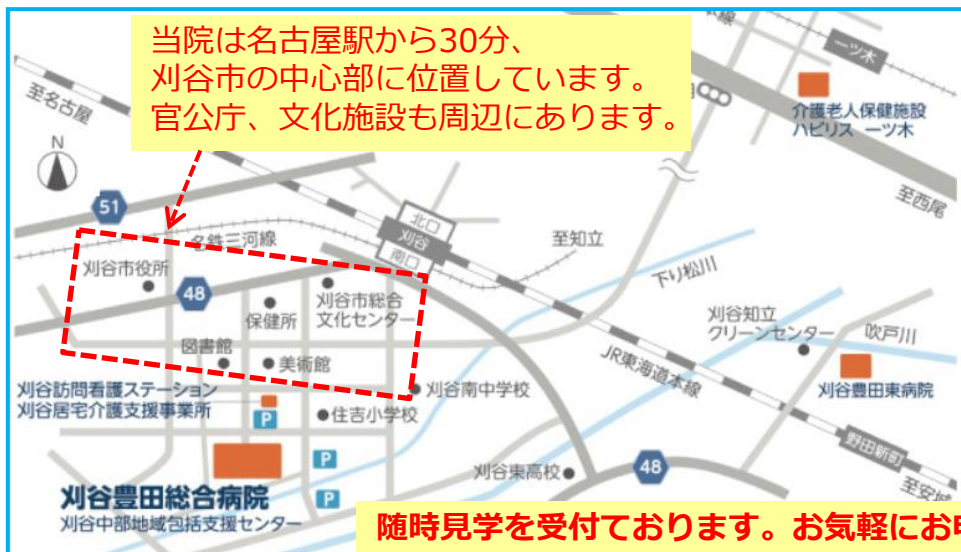 当院は名古屋駅から30分、
刈谷市の中心部に位置しています。
官公庁、文化施設も周辺にあります。
本線
一ツ木
至名古屋
N
介護老人保健施設
ハビリス 一ツ木
至西尾
51
北口
刈谷
南口
名鉄三河線
至知立
下り松川
刈谷市役所
48
保健所
刈谷市総合
文化センター
刈谷知立
クリーンセンター
吹戸川
図書館
美術館
JR東海道本線
刈谷訪問看護ステーション
刈谷居宅介護支援事業所
P
住吉小学校
刈谷南中学校
刈谷豊田東病院
野田新町
P
刈谷東高校
48
至安城
刈谷豊田総合病院
P
刈谷中部地域包括支援センター
随時見学を受付ております。お気軽にお